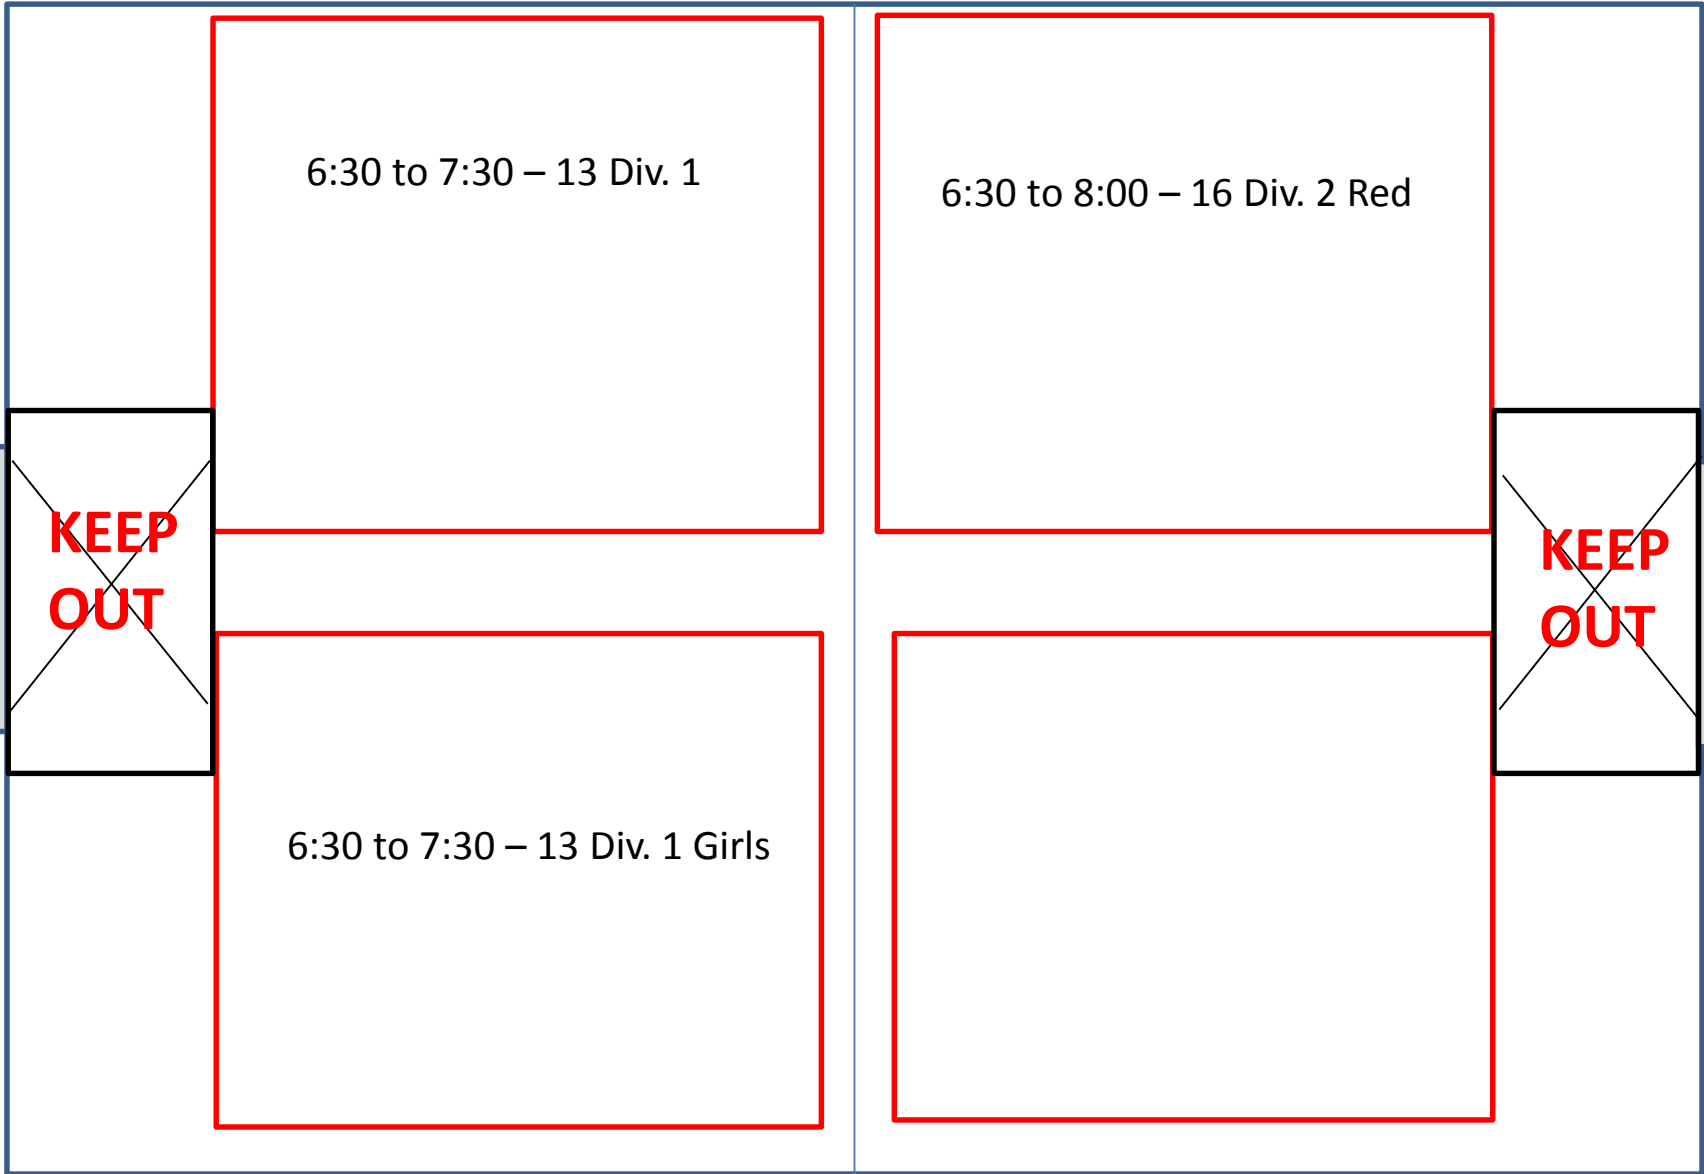 6:30 to 7:30 – 13 Div. 1
6:30 to 8:00 – 16 Div. 2 Red
KEEP
OUT
KEEP
OUT
6:30 to 7:30 – 13 Div. 1 Girls